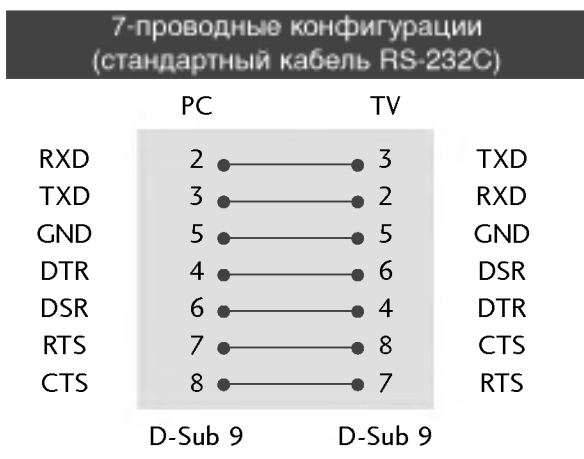 7-проводные конфигурации
(стандартный кабель RS-232C)
PC TV
RXD 2 3 TXD
TXD 3 2 RXD
GND 5 5 GND
DTR 4 6 DSR
DSR 6 4 DTR
RTS 7 8 CTS
CTS 8 7 RTS
D-Sub 9 D-Sub 9